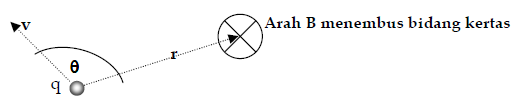 v
Arah B menembus bidang kertas
r
θ
q